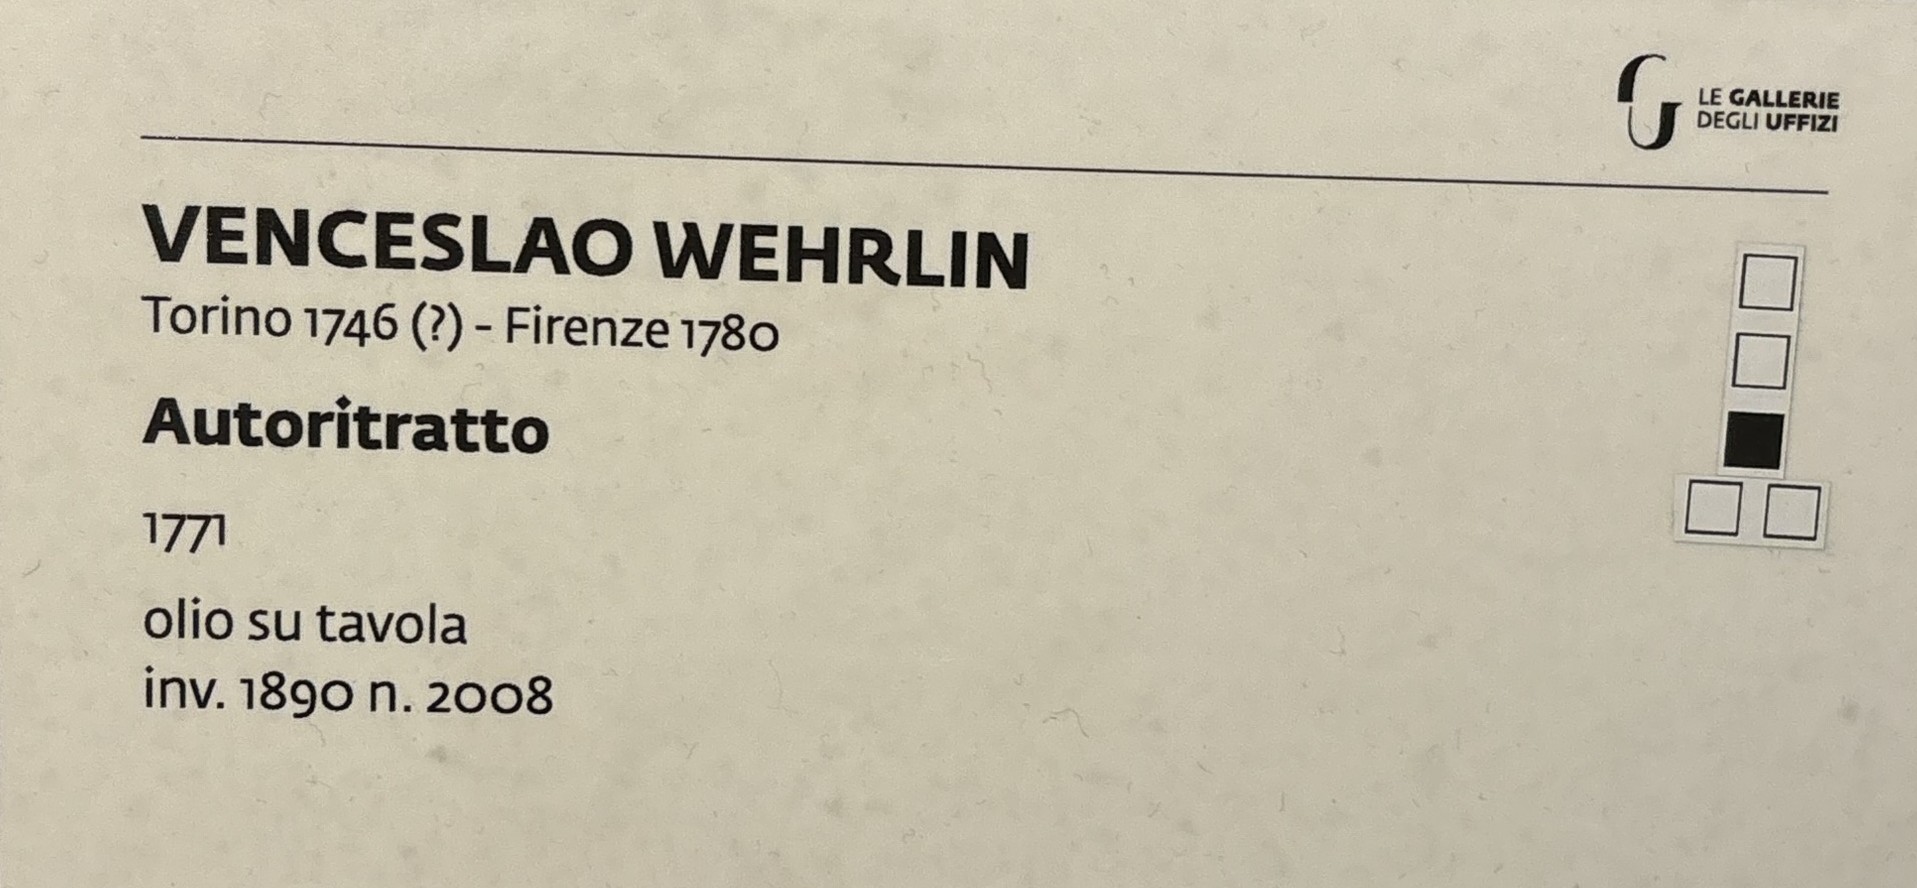 LE GALLERIE
DEGLI UFFIZI
VENCESLAO WEHRLIN
Torino 1746 (?) - Firenze 1780
Autoritratto
1771
olio su tavola
inv. 1890 n. 2008